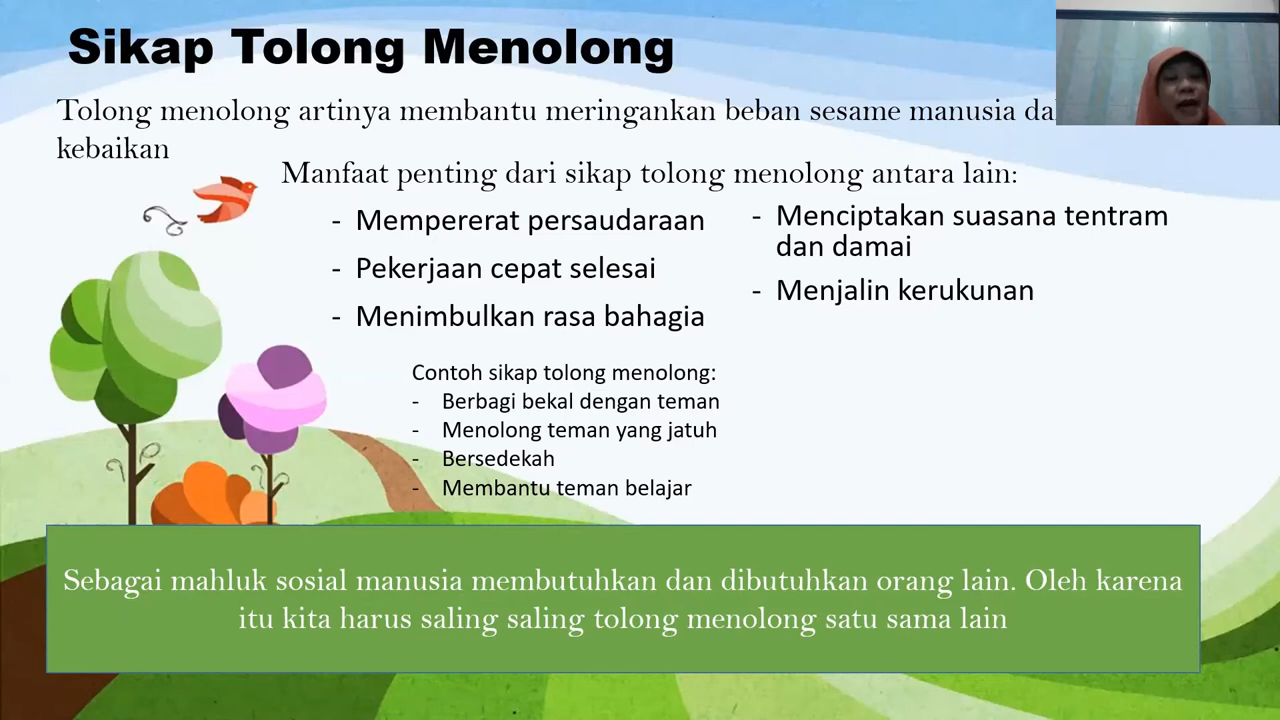 Sikap Tolong Menolong
Tolong menolong artinya membantu meringankan beban sesame manusia
kebaikan
Manfaat penting dari sikap tolong menolong antara lain:
- Mempererat persaudaraan
- Pekerjaan cepat selesai
- Menimbulkan rasa bahagia
- Menciptakan suasana tentram
dan damai
- Menjalin kerukunan
Contoh sikap tolong menolong:
- Berbagi bekal dengan teman
- Menolong teman yang jatuh
- Bersedekah
- Membantu teman belajar
Sebagai mahluk sosial manusia membutuhkan dan dibutuhkan orang lain. Oleh karena
itu kita harus saling saling tolong menolong satu sama lain